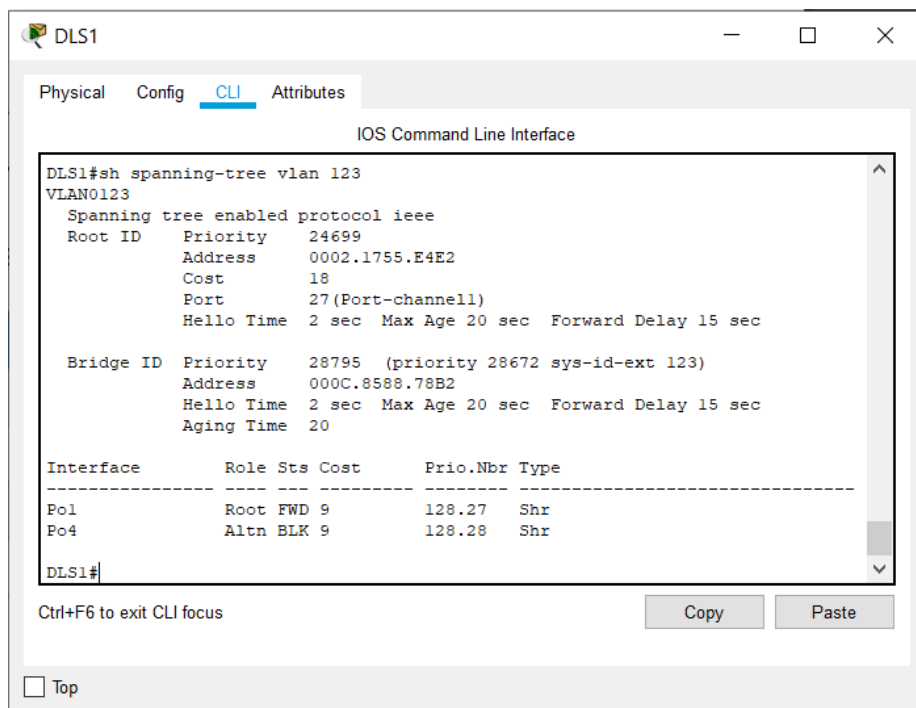 DLS1
Physical Config CLI Attributes
IOS Command Line Interface
DLS1#sh spanning-tree vlan 123
VLAN0123
  Spanning tree enabled protocol ieee
  Root ID    Priority    24699
             Address     0002.1755.E4E2
             Cost        18
             Port        27(Port-channel1)
             Hello Time  2 sec  Max Age 20 sec  Forward Delay 15 sec

  Bridge ID  Priority    28795  (priority 28672 sys-id-ext 123)
             Address     000C.8588.78B2
             Hello Time  2 sec  Max Age 20 sec  Forward Delay 15 sec
             Aging Time  20

Interface        Role Sts Cost      Prio.Nbr Type
---------------- ---- --- --------- -------- --------------------------------
Po1              Root FWD 9         128.27   Shr
Po4              Altn BLK 9         128.28   Shr

DLS1#
Ctrl+F6 to exit CLI focus
Copy
Paste
Top